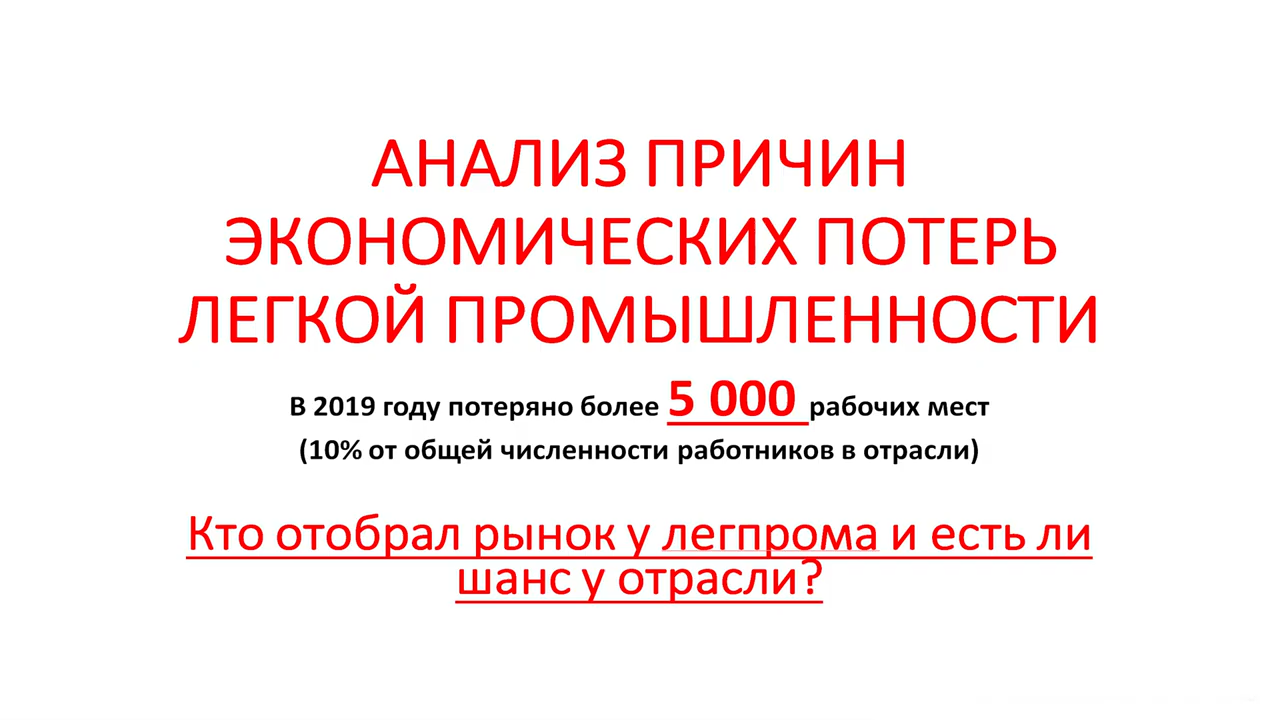 АНАЛИЗ ПРИЧИН
ЭКОНОМИЧЕСКИХ ПОТЕРЬ
ЛЕГКОЙ ПРОМЫШЛЕННОСТИ
В 2019 году потеряно более 5 000 рабочих мест
(10% от общей численности работников в отрасли)
Кто отобрал рынок у легпрома и есть ли
шанс у отрасли?